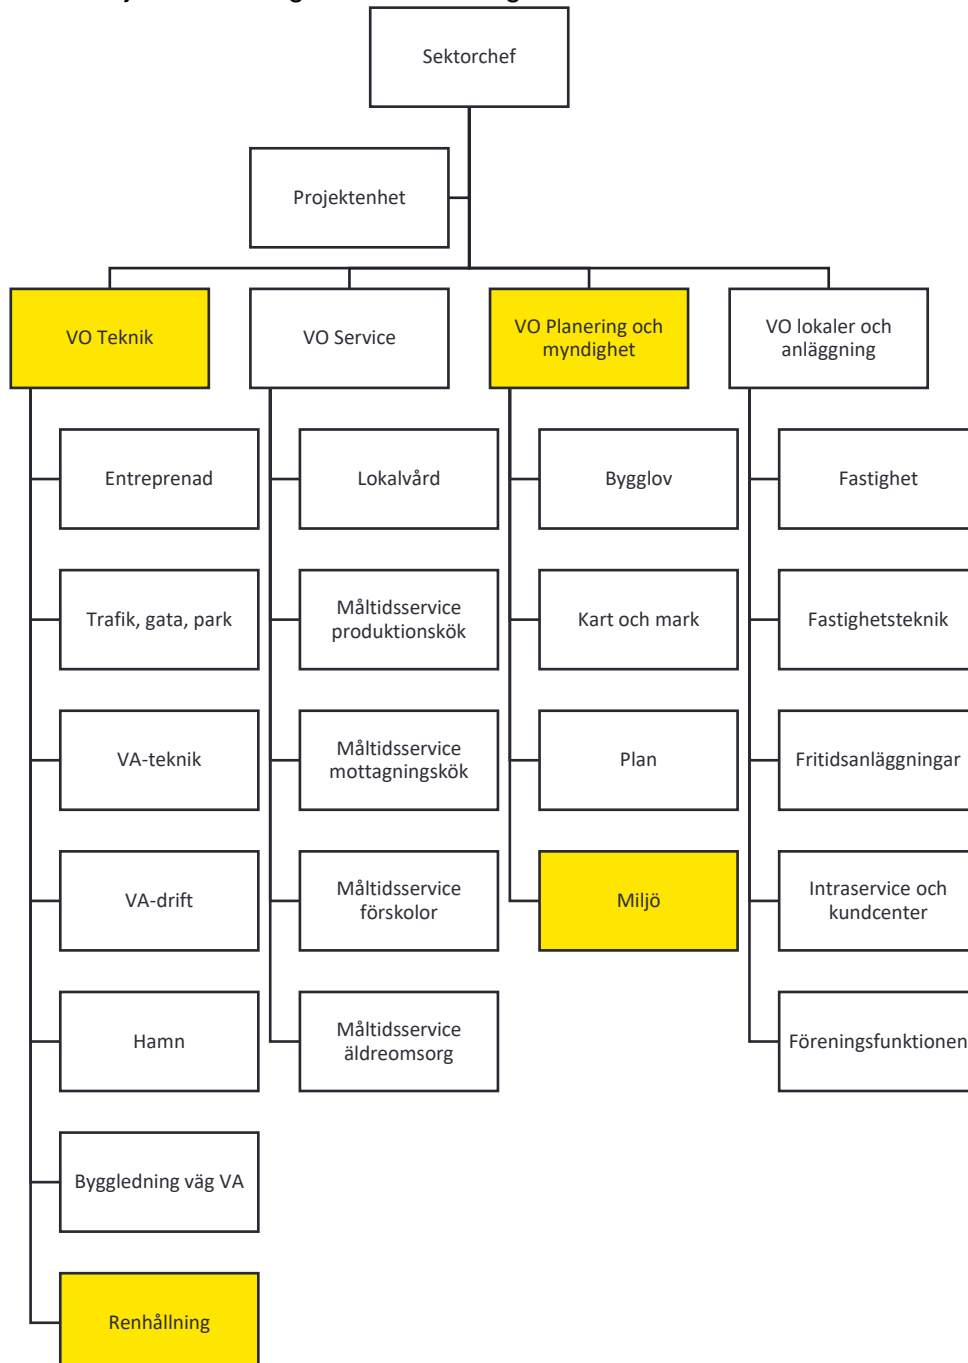 Sektorchef
Projektenhet
VO Teknik
VO Service
VO Planering och
myndighet
VO lokaler och
anläggning
Entreprenad
Trafik, gata, park
VA-teknik
VA-drift
Hamn
Byggledning väg VA
Renhållning
Lokalvård
Måltidsservice
produktionskök
Måltidsservice
mottagningskök
Måltidsservice
förskolor
Måltidsservice
äldreomsorg
Bygglov
Kart och mark
Plan
Miljö
Fastighet
Fastighetsteknik
Fritidsanläggningar
Intraservice och
kundcenter
Föreningsfunktionen